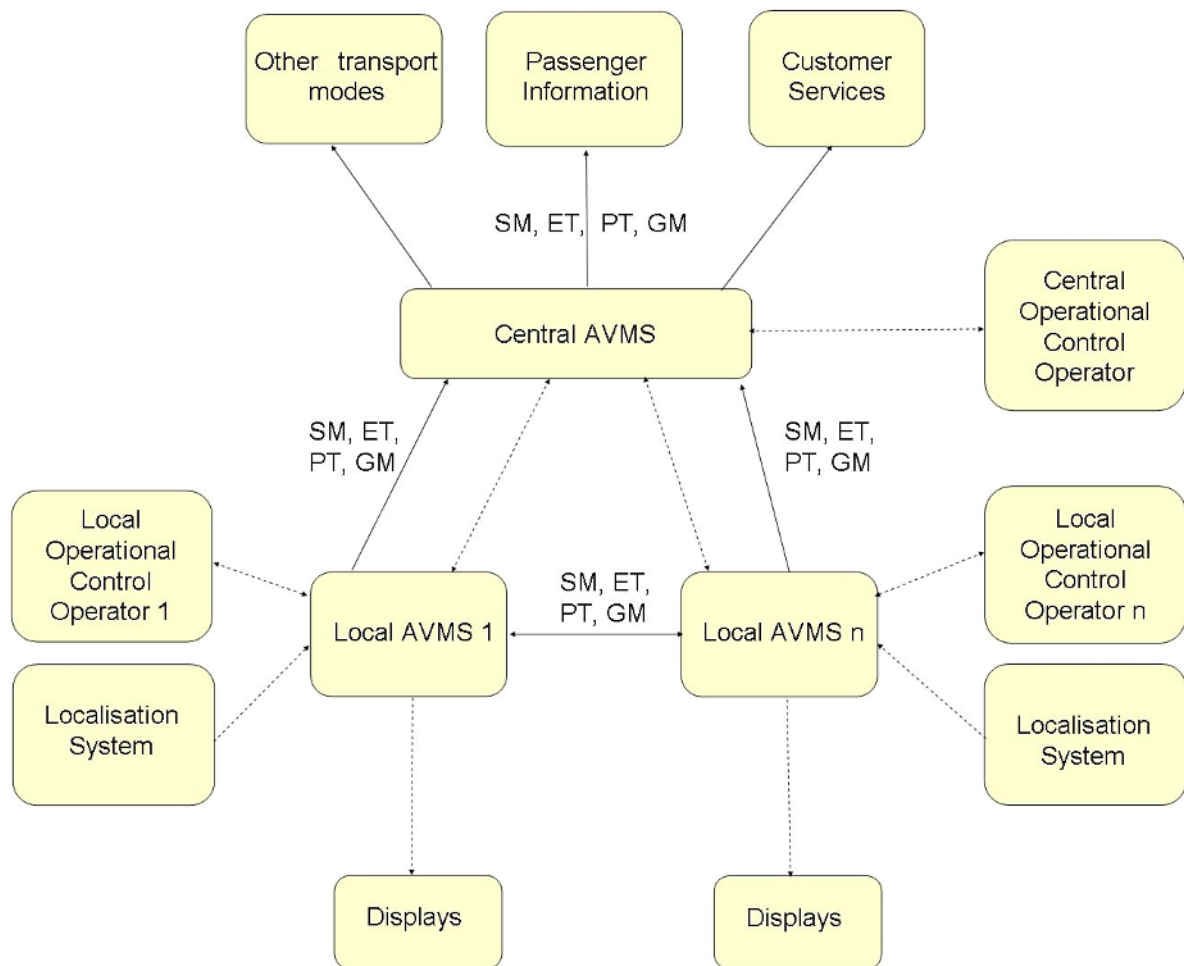 Other transport
modes
Passenger
Information
Customer
Services
SM, ET, PT, GM
Central AVMS
Central
Operational
Control
Operator
SM, ET,
PT, GM
SM, ET,
PT, GM
Local
Operational
Control
Operator 1
Local
Operational
Control
Operator n
SM, ET,
PT, GM
Local AVMS 1
Local AVMS n
Localisation
System
Localisation
System
Displays
Displays